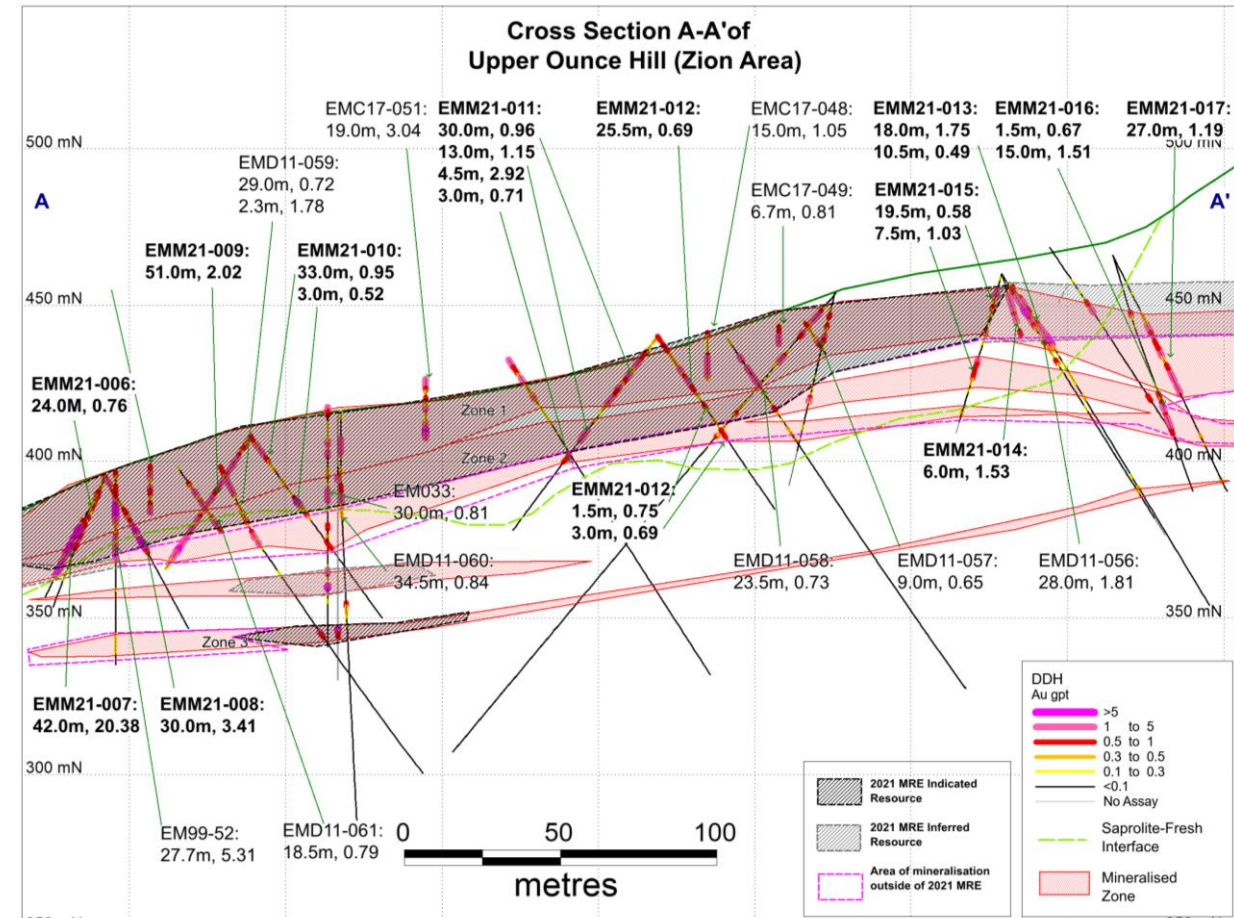 Cross Section A-A'of
Upper Ounce Hill (Zion Area)
EMC17-051:
19.0m, 3.04
EMM21-011:
30.0m, 0.96
13.0m, 1.15
4.5m, 2.92
3.0m, 0.71
EMM21-012:
25.5m, 0.69
EMC17-048:
15.0m, 1.05
EMM21-013:
18.0m, 1.75
10.5m, 0.49
EMM21-016:
1.5m, 0.67
15.0m, 1.51
EMM21-017:
27.0m, 1.19
500 mN
500 mN
EMD11-059:
29.0m, 0.72
2.3m, 1.78
EMC17-049:
6.7m, 0.81
EMM21-015:
19.5m, 0.58
7.5m, 1.03
A
A'
EMM21-009:
51.0m, 2.02
EMM21-010:
33.0m, 0.95
3.0m, 0.52
450 mN
450 mN
EMM21-006:
24.0M, 0.76
Zone 1
400 mN
Zone 2
400 mN
EMM21-014:
6.0m, 1.53
EM033:
30.0m, 0.81
EMM21-012:
1.5m, 0.75
3.0m, 0.69
EMD11-060:
34.5m, 0.84
EMD11-058:
23.5m, 0.73
EMD11-057:
9.0m, 0.65
EMD11-056:
28.0m, 1.81
350 mN
350 mN
Zone 3
EMM21-007:
42.0m, 20.38
EMM21-008:
30.0m, 3.41
300 mN
EM99-52:
27.7m, 5.31
EMD11-061:
18.5m, 0.79
0 50 100
metres
2021 MRE Indicated
Resource
2021 MRE Inferred
Resource
Area of mineralisation
outside of 2021 MRE
DDH
Au gpt
>5
1 to 5
0.5 to 1
0.3 to 0.5
0.1 to 0.3
<0.1
No Assay
Saprolite-Fresh
Interface
Mineralised
Zone